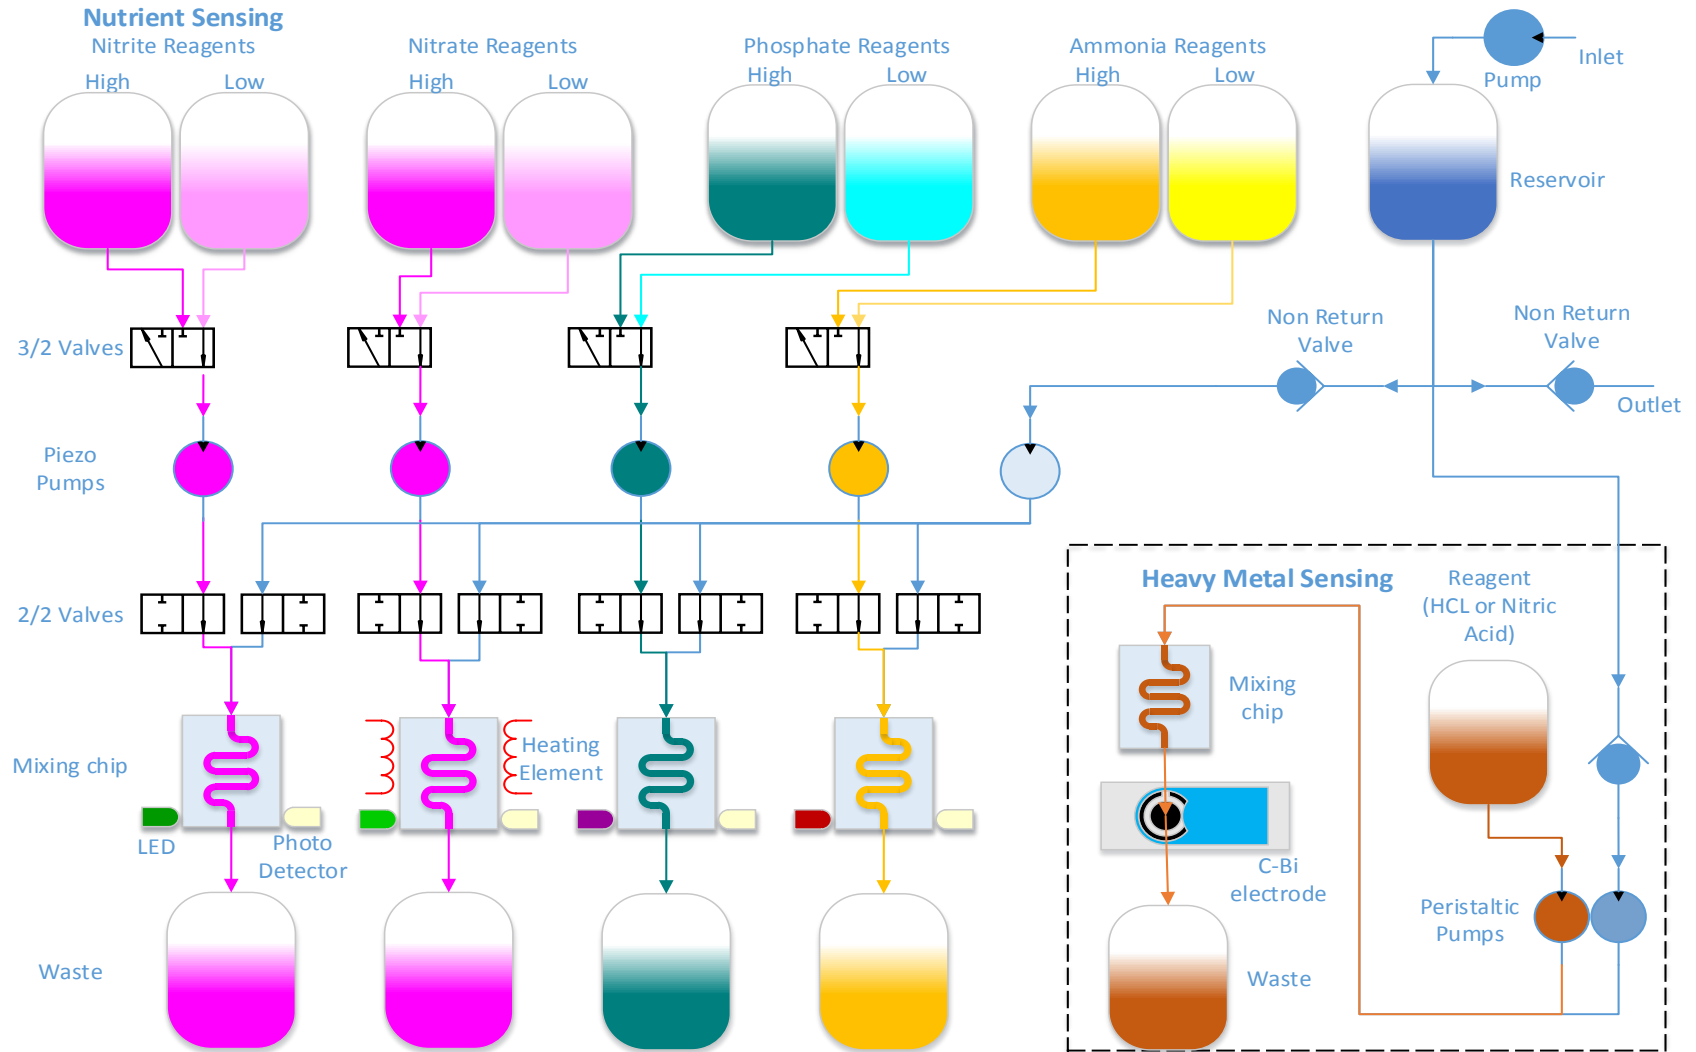 Nutrient Sensing
Nitrite Reagents
High
Low
Nitrate Reagents
High
Low
Phosphate Reagents
High
Low
Ammonia Reagents
High
Low
Inlet
Pump
Reservoir
3/2 Valves
Non Return
Valve
Non Return
Valve
Outlet
Piezo
Pumps
2/2 Valves
Heavy Metal Sensing
Reagent
(HCL or Nitric
Acid)
Mixing
chip
Mixing chip
Heating
Element
LED
Photo
Detector
C-Bi
electrode
Peristaltic
Pumps
Waste
Waste